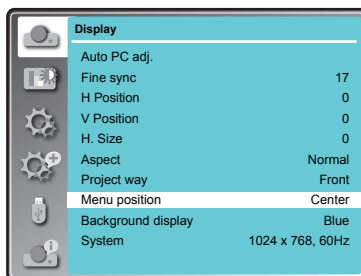 Display
Auto PC adj.
Fine sync 17
H Position 0
V Position 0
H. Size 0
Aspect Normal
Project way Front
Menu position Center
Background display Blue
System 1024 x 768, 60Hz